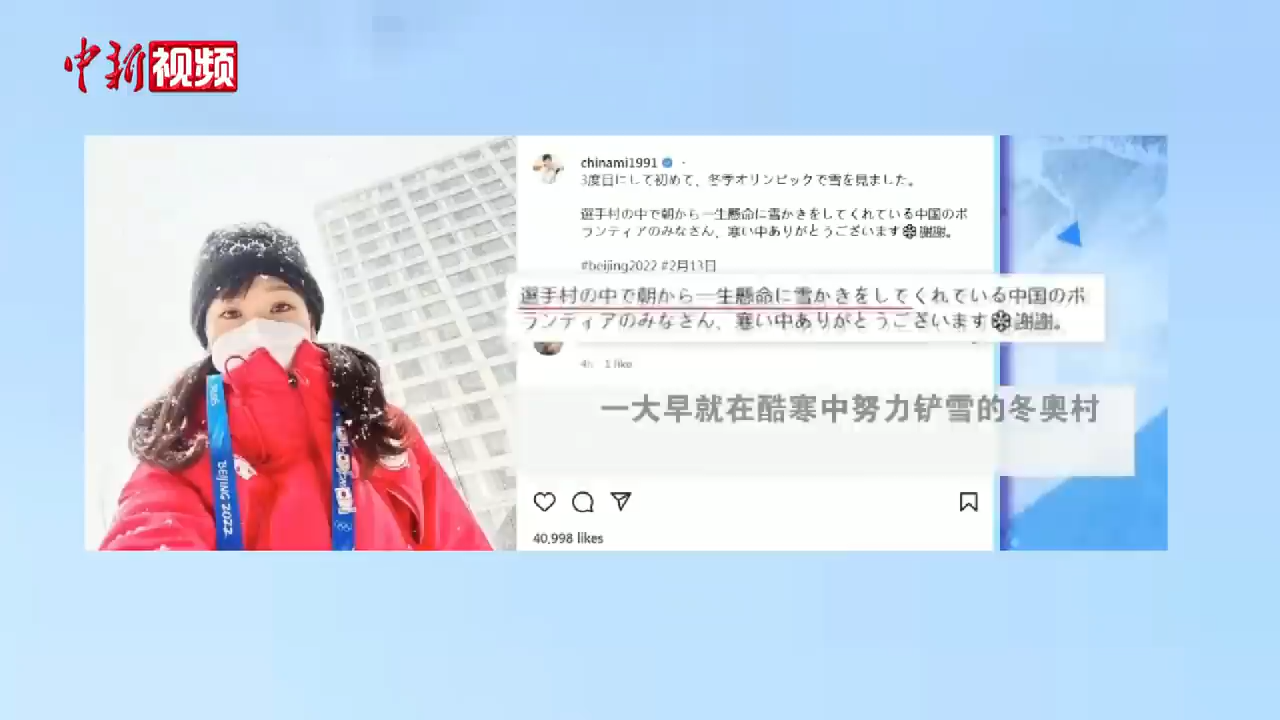 中新视频
chinami1991
3度目にして初めて、冬季オリンピックで雪を見ました。
選手村の中で朝から一生懸命に雪かきをしてくれている中国のボ
ランティアのみなさん、寒い中ありがとうございます❄謝謝。
#beijing2022 #2月13日
選手村の中で朝から一生懸命に雪かきをしてくれている中国のボ
ランティアのみなさん、寒い中ありがとうございます❄謝謝。
4h 1 like
一大早就在酷寒中努力铲雪的冬奥村
40,998 likes
BEIJING 2022